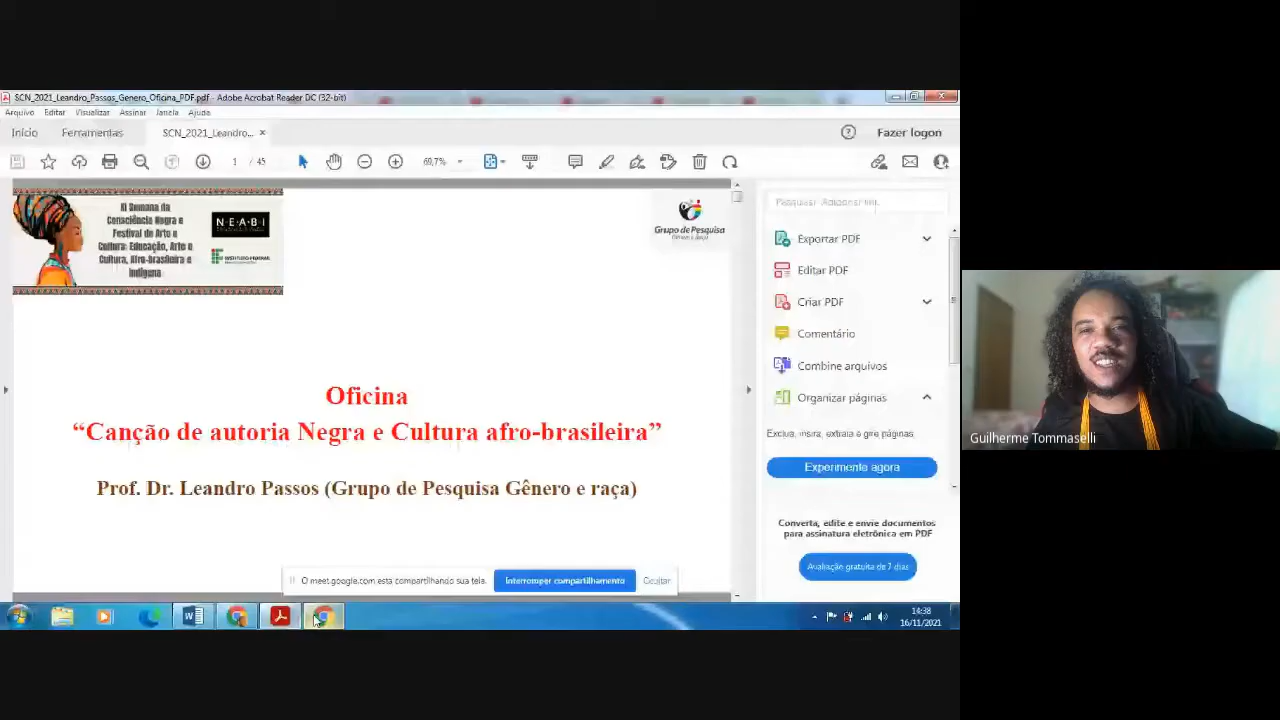 SCN_2021_Leandro_Passos_Genero_Oficina_PDF.pdf - Adobe Acrobat Reader DC (32-bit)
Arquivo Editar Visualizar Assinar Janela Ajuda
Início Ferramentas SCN_2021_Leandro... × Fazer logon
1 / 45 69,7%
XI Semana da
Consciência Negra e
Festival de Arte e
Cultura: Educação, Arte e
Cultura, Afro-brasileira e
Indígena
N-E-A-B-I
INSTITUTO FEDERAL
Grupo de Pesquisa
Oficina
“Canção de autoria Negra e Cultura afro-brasileira”
Prof. Dr. Leandro Passos (Grupo de Pesquisa Gênero e raça)
Exportar PDF
Editar PDF
Criar PDF
Comentário
Combine arquivos
Organizar páginas
Exclua, insira, extraia e gire páginas
Experimente agora
Converta, edite e envie documentos
para assinatura eletrônica em PDF
Avaliação gratuita de 7 dias
O meet.google.com está compartilhando sua tela.
Interromper compartilhamento
Ocultar
14:38
16/11/2021
Guilherme Tommaselli